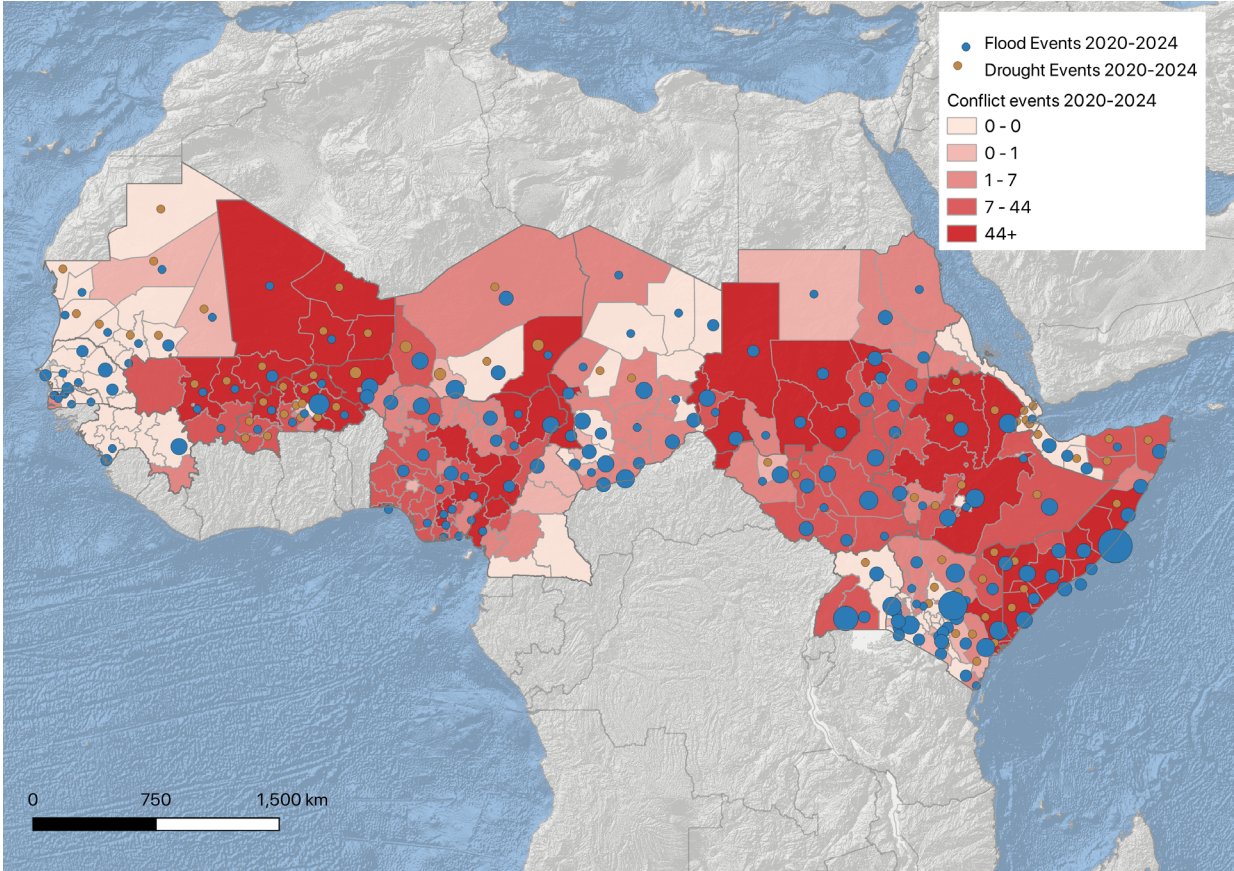 Flood Events 2020-2024
Drought Events 2020-2024
Conflict events 2020-2024
0 - 0
0 - 1
1 - 7
7 - 44
44+
0 750 1,500 km